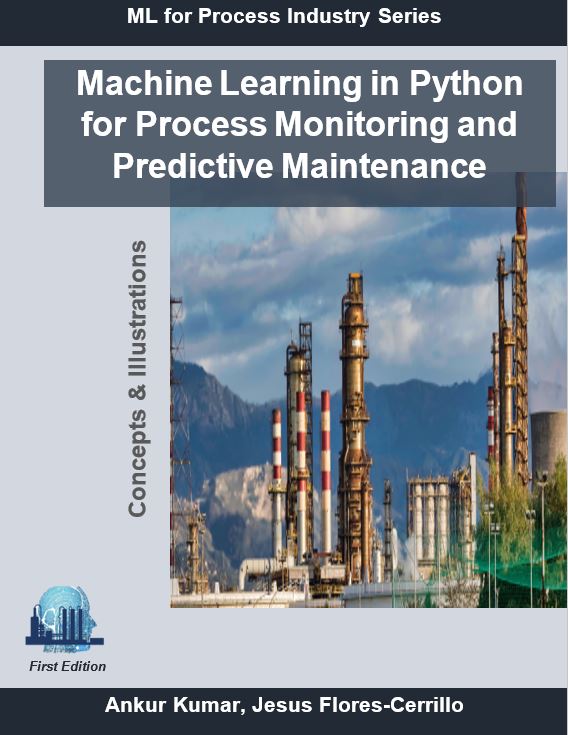 ML for Process Industry Series
Machine Learning in Python
for Process Monitoring and
Predictive Maintenance
Concepts & Illustrations
First Edition
Ankur Kumar, Jesus Flores-Cerrillo